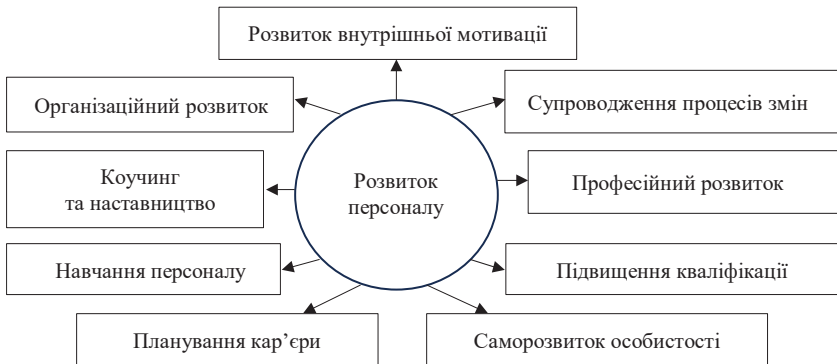 Розвиток внутрішньої мотивації
Організаційний розвиток
Супроводження процесів змін
Коучинг
та наставництво
Розвиток
персоналу
Професійний розвиток
Навчання персоналу
Підвищення кваліфікації
Планування кар’єри
Саморозвиток особистості